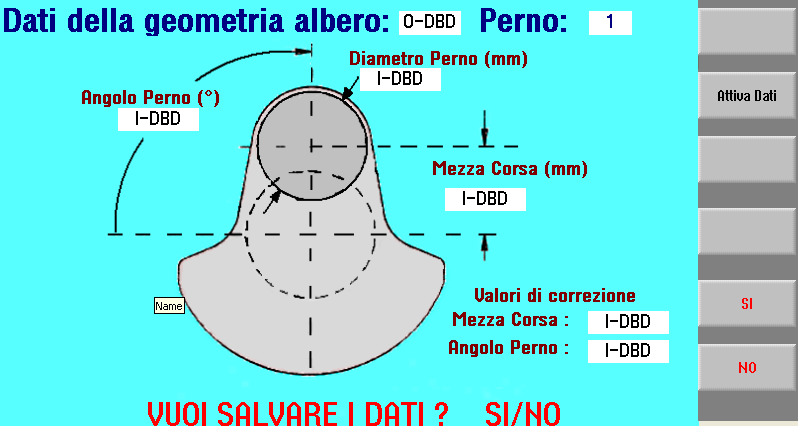 Dati della geometria albero: O-DBD Perno: 1
Diametro Perno (mm)
I-DBD
Angolo Perno (°)
I-DBD
Attiva Dati
Mezza Corsa (mm)
I-DBD
Name
Valori di correzione
Mezza Corsa : I-DBD
Angolo Perno : I-DBD
SI
NO
VUOI SALVARE I DATI ? SI/NO